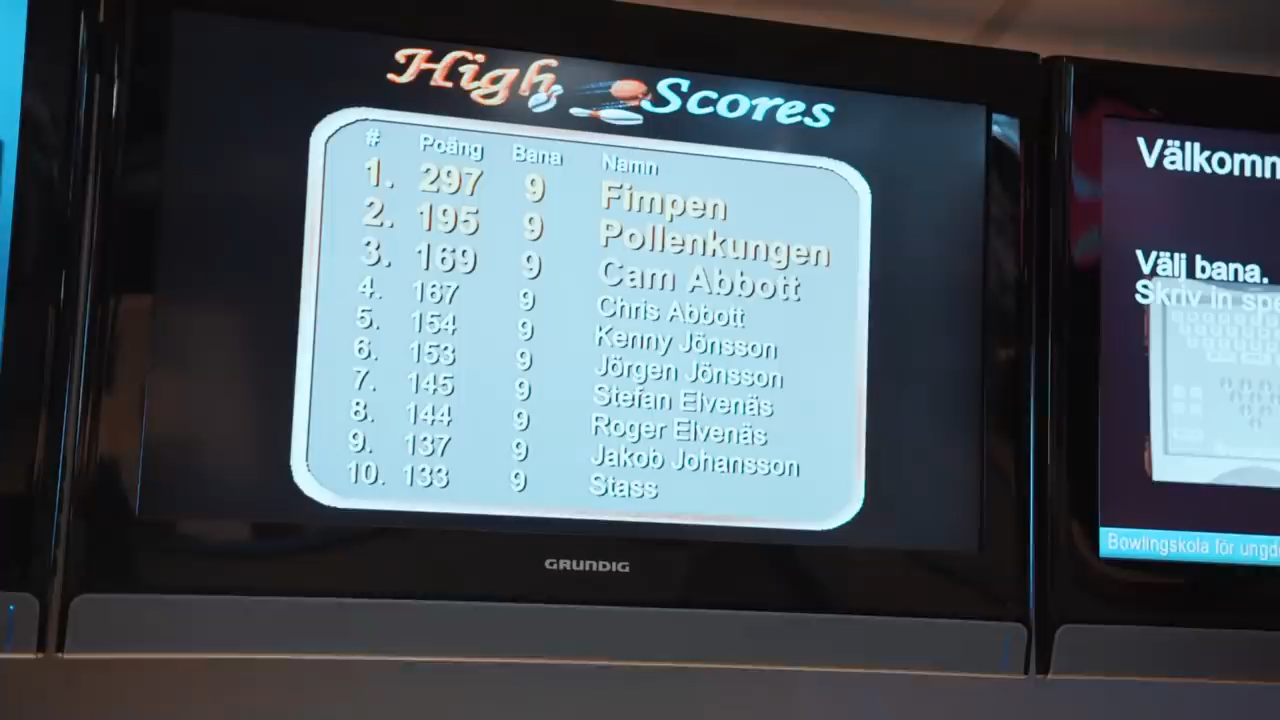 High Scores
# Poäng Bana Namn
1. 297 9 Fimpen
2. 195 9 Pollenkungen
3. 169 9 Cam Abbott
4. 167 9 Chris Abbott
5. 154 9 Kenny Jönsson
6. 153 9 Jörgen Jönsson
7. 145 9 Stefan Elvenäs
8. 144 9 Roger Elvenäs
9. 137 9 Jakob Johansson
10. 133 9 Stass
GRUNDIG
Välkomn
Välj bana.
Skriv in spe
Bowlingskola för ungd